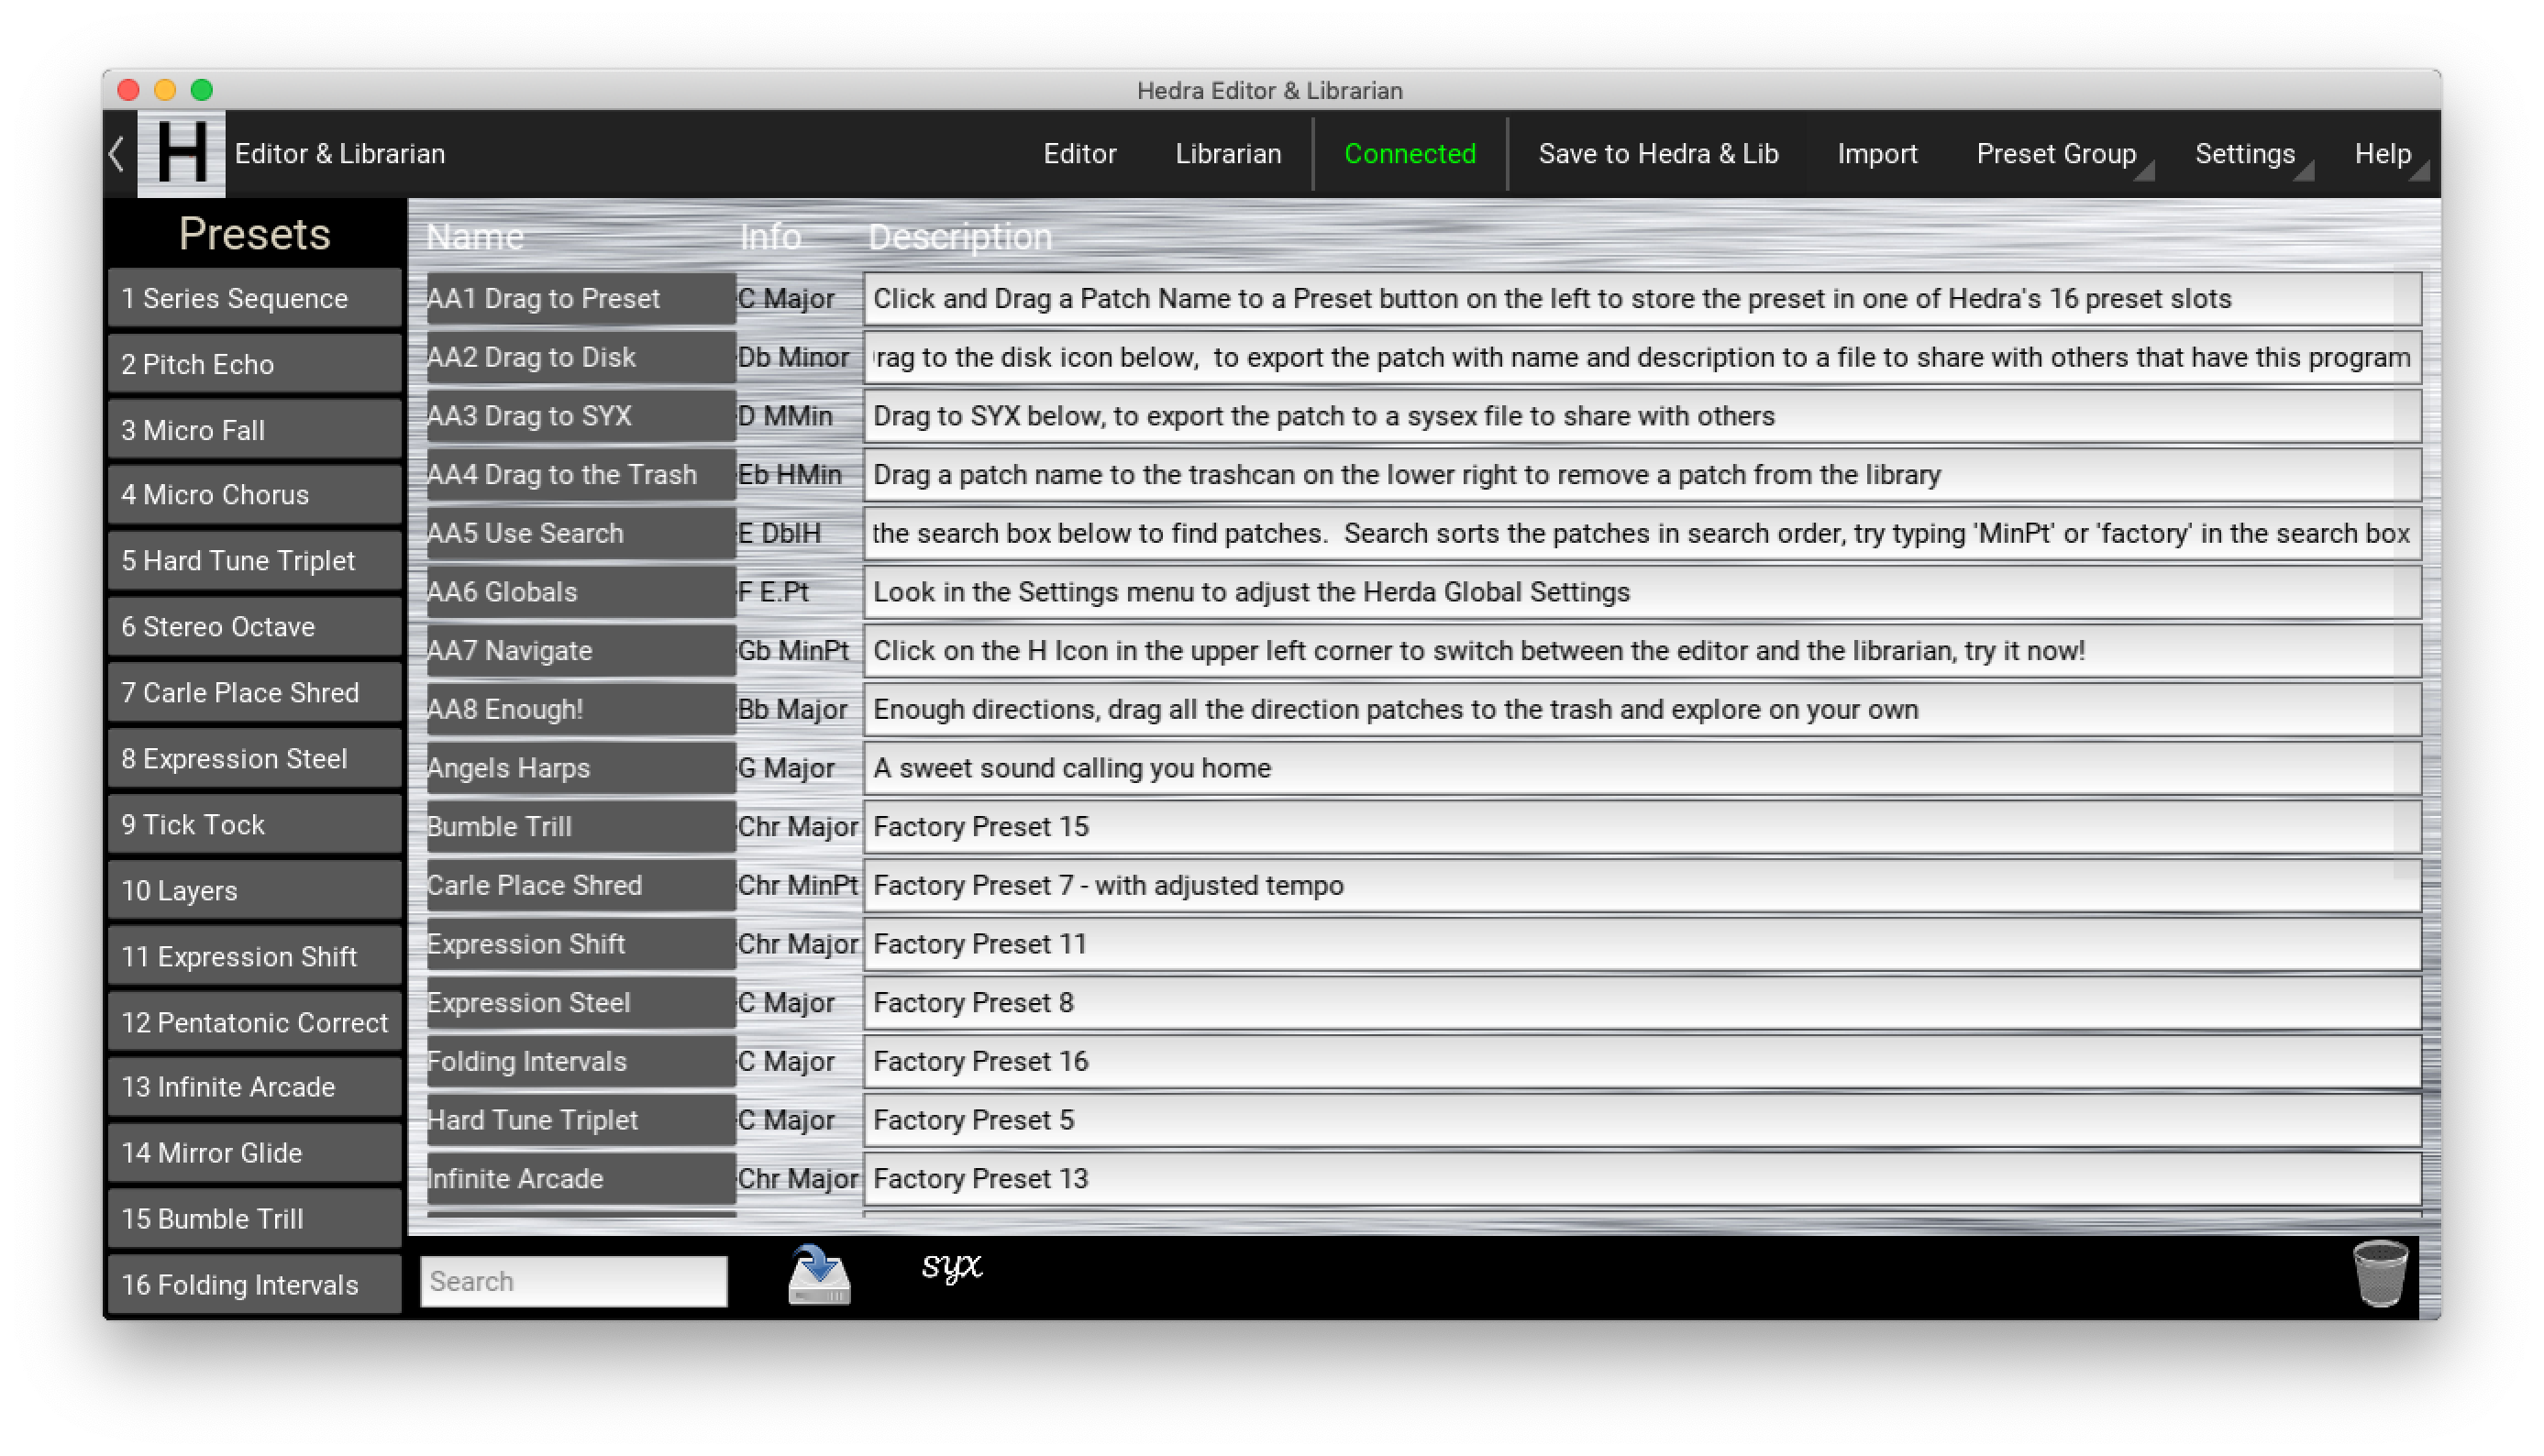 Hedra Editor & Librarian
H Editor & Librarian Editor Librarian Connected Save to Hedra & Lib Import Preset Group Settings Help
Presets
1 Series Sequence
2 Pitch Echo
3 Micro Fall
4 Micro Chorus
5 Hard Tune Triplet
6 Stereo Octave
7 Carle Place Shred
8 Expression Steel
9 Tick Tock
10 Layers
11 Expression Shift
12 Pentatonic Correct
13 Infinite Arcade
14 Mirror Glide
15 Bumble Trill
16 Folding Intervals
Name Info Description
AA1 Drag to Preset C Major Click and Drag a Patch Name to a Preset button on the left to store the preset in one of Hedra's 16 preset slots
AA2 Drag to Disk Db Minor rag to the disk icon below,  to export the patch with name and description to a file to share with others that have this program
AA3 Drag to SYX D MMin Drag to SYX below, to export the patch to a sysex file to share with others
AA4 Drag to the Trash Eb HMin Drag a patch name to the trashcan on the lower right to remove a patch from the library
AA5 Use Search E DblH the search box below to find patches.  Search sorts the patches in search order, try typing 'MinPt' or 'factory' in the search box
AA6 Globals F E.Pt Look in the Settings menu to adjust the Herda Global Settings
AA7 Navigate Gb MinPt Click on the H Icon in the upper left corner to switch between the editor and the librarian, try it now!
AA8 Enough! Bb Major Enough directions, drag all the direction patches to the trash and explore on your own
Angels Harps G Major A sweet sound calling you home
Bumble Trill Chr Major Factory Preset 15
Carle Place Shred Chr MinPt Factory Preset 7 - with adjusted tempo
Expression Shift Chr Major Factory Preset 11
Expression Steel C Major Factory Preset 8
Folding Intervals C Major Factory Preset 16
Hard Tune Triplet C Major Factory Preset 5
Infinite Arcade Chr Major Factory Preset 13
Search syx